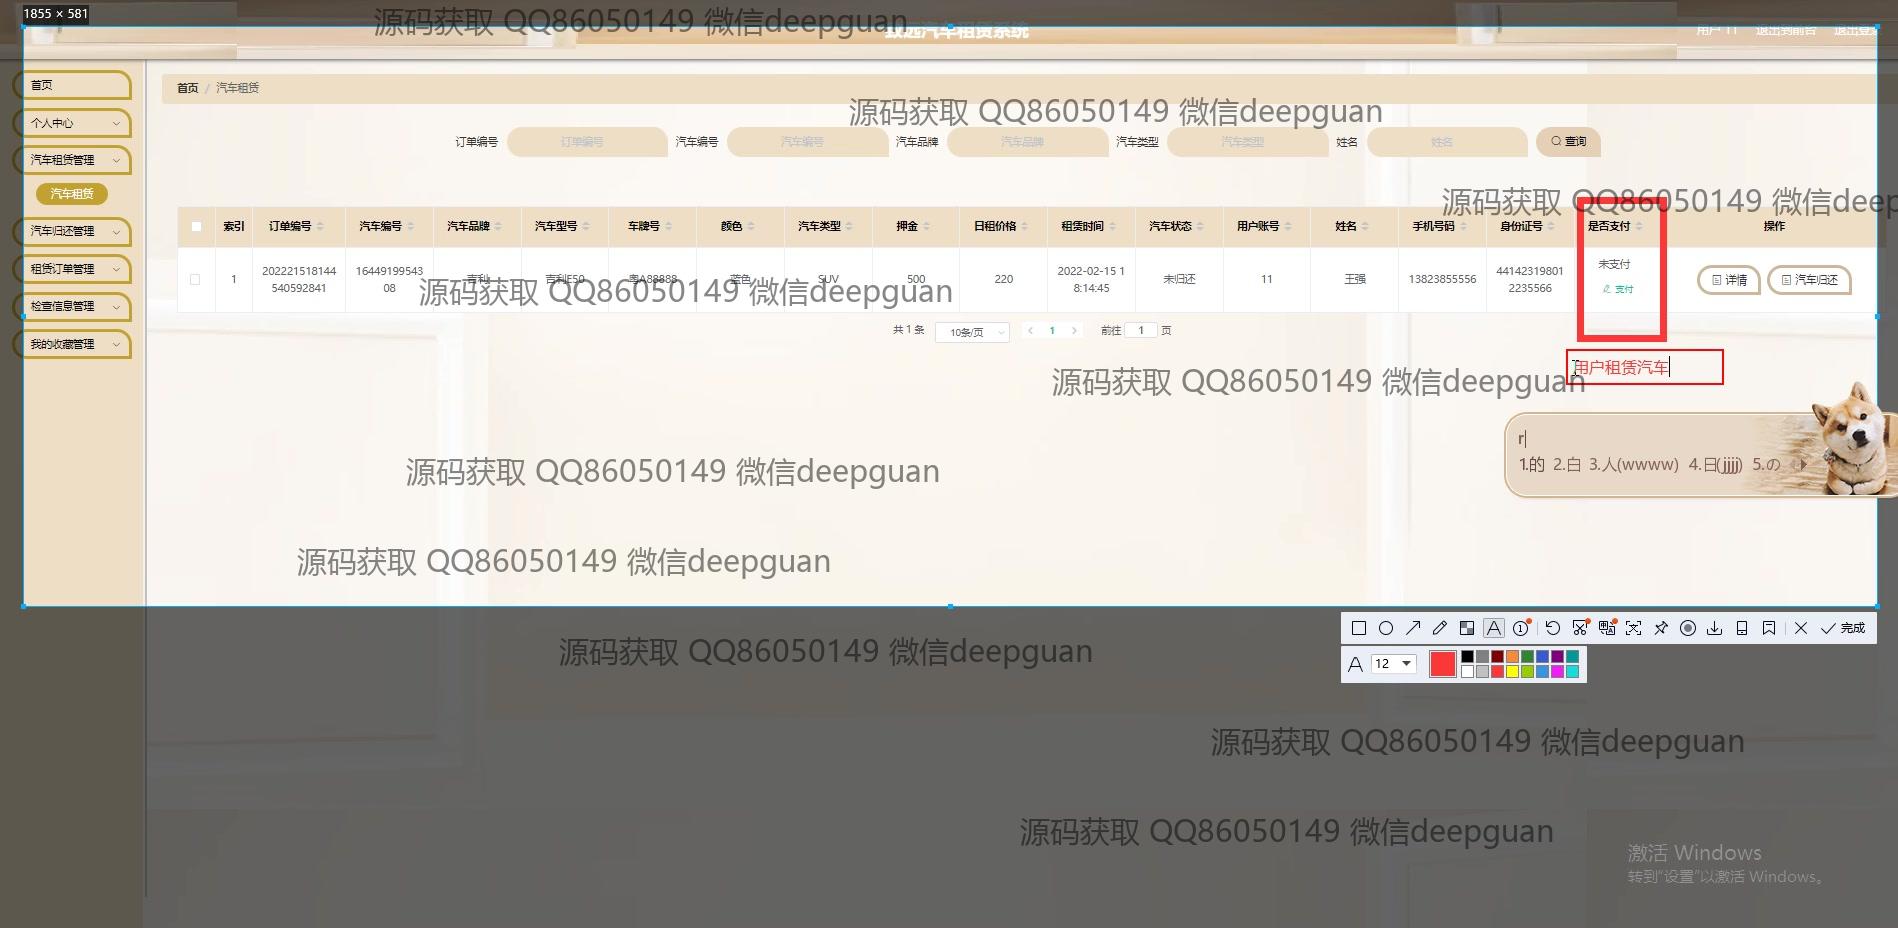 1855 × 581
源码获取 QQ86050149 微信deepguan
致远汽车租赁系统
用户 11 退出到前台 退出登录
首页
个人中心
汽车租赁管理
汽车租赁
汽车归还管理
租赁订单管理
检查信息管理
我的收藏管理
首页 / 汽车租赁
源码获取 QQ86050149 微信deepguan
订单编号 订单编号 汽车编号 汽车编号 汽车品牌 汽车品牌 汽车类型 汽车类型 姓名 姓名 查询
源码获取 QQ86050149 微信deep
索引 订单编号 汽车编号 汽车品牌 汽车型号 车牌号 颜色 汽车类型 押金 日租价格 租赁时间 汽车状态 用户账号 姓名 手机号码 身份证号 是否支付 操作
1 202221518144540592841 1644919954308 吉利 吉利E50 粤A88888 蓝色 SUV 500 220 2022-02-15 18:14:45 未归还 11 王强 13823855556 441423198012235566 未支付 支付 详情 汽车归还
源码获取 QQ86050149 微信deepguan
共 1 条 10条/页 1 前往 1 页
用户租赁汽车
源码获取 QQ86050149 微信deepguan
r
1.的 2.白 3.人(wwww) 4.日(jjjj) 5.の
源码获取 QQ86050149 微信deepguan
源码获取 QQ86050149 微信deepguan
完成
A 12
源码获取 QQ86050149 微信deepguan
源码获取 QQ86050149 微信deepguan
源码获取 QQ86050149 微信deepguan
激活 Windows
转到"设置"以激活 Windows。